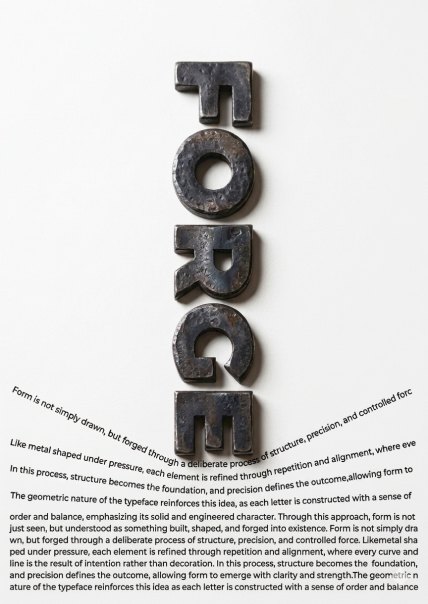 FORGE
Form is not simply drawn, but forged through a deliberate process of structure, precision, and controlled forc
Like metal shaped under pressure, each element is refined through repetition and alignment, where eve
In this process, structure becomes the foundation, and precision defines the outcome,allowing form to
The geometric nature of the typeface reinforces this idea, as each letter is constructed with a sense of
order and balance, emphasizing its solid and engineered character. Through this approach, form is not
just seen, but understood as something built, shaped, and forged into existence. Form is not simply dra
wn, but forged through a deliberate process of structure, precision, and controlled force. Likemetal sha
ped under pressure, each element is refined through repetition and alignment, where every curve and
line is the result of intention rather than decoration. In this process, structure becomes the  foundation,
and precision defines the outcome, allowing form to emerge with clarity and strength.The geometric n
ature of the typeface reinforces this idea as each letter is constructed with a sense of order and balance